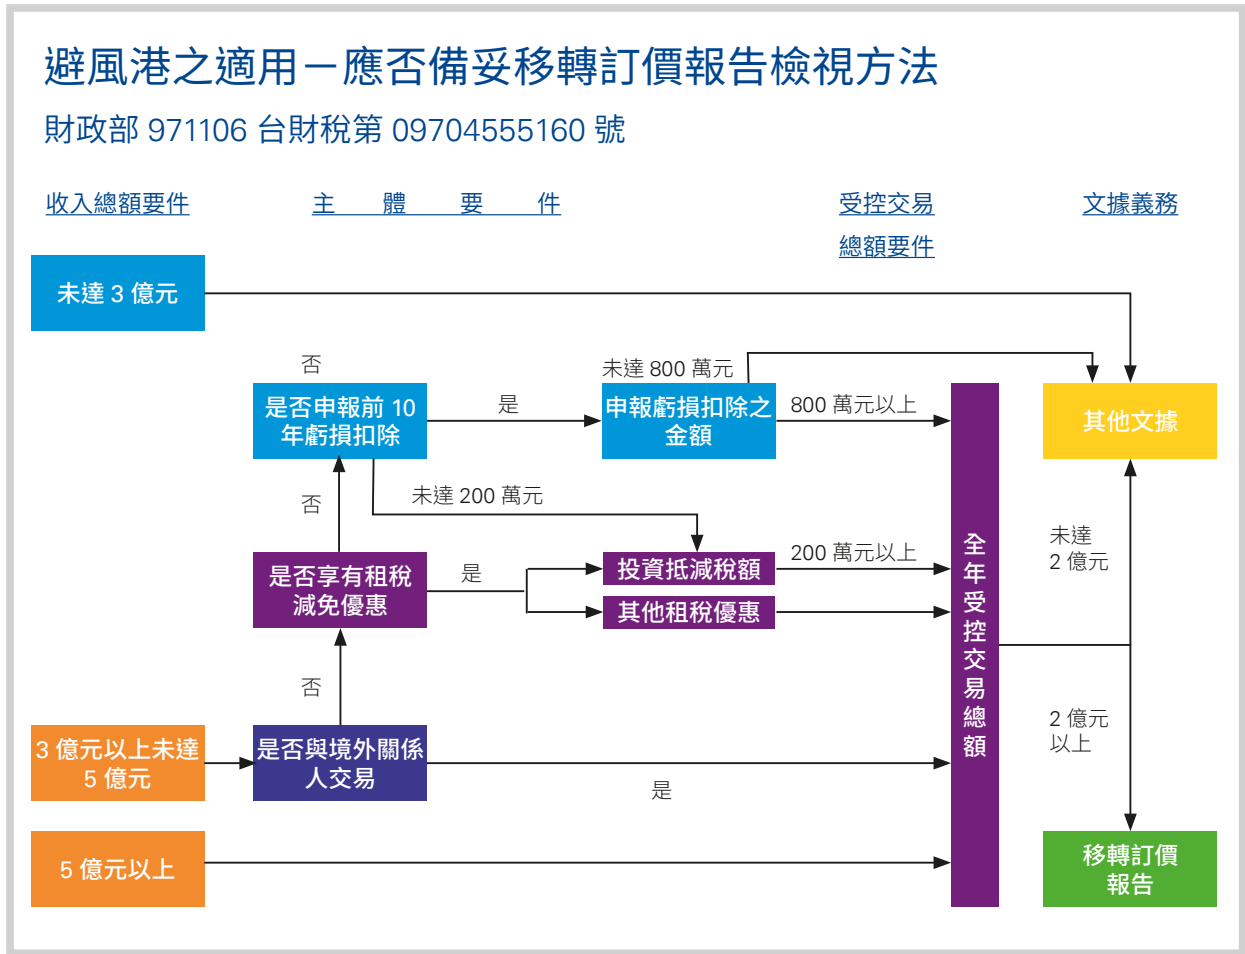 避風港之適用－應否備妥移轉訂價報告檢視方法
財政部 971106 台財稅第 09704555160 號
收入總額要件
主 體 要 件
受控交易
總額要件
文據義務
未達 3 億元
否
未達 800 萬元
是否申報前 10
年虧損扣除
是
申報虧損扣除之
金額
800 萬元以上
其他文據
否
未達 200 萬元
是否享有租稅
減免優惠
是
投資抵減稅額
其他租稅優惠
200 萬元以上
全年受控交易總額
未達
2 億元
否
3 億元以上未達
5 億元
是否與境外關係
人交易
是
2 億元
以上
5 億元以上
移轉訂價
報告